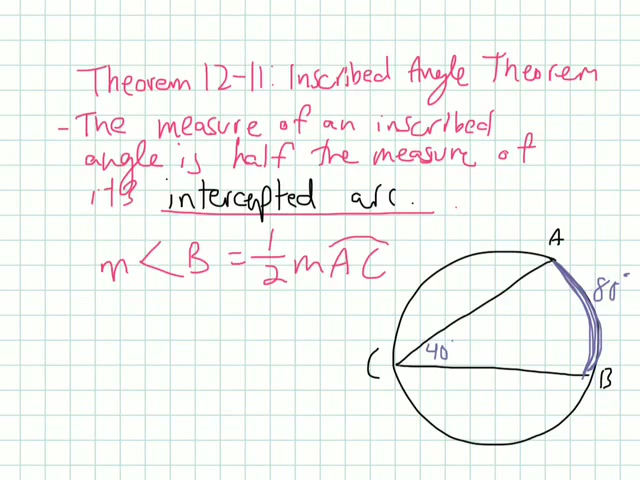 Theorem 12-11: Inscribed Angle Theorem
- The measure of an inscribed
angle is half the measure of
its intercepted arc.
m<B = 1/2 mAC
A
80°
40°
C
B